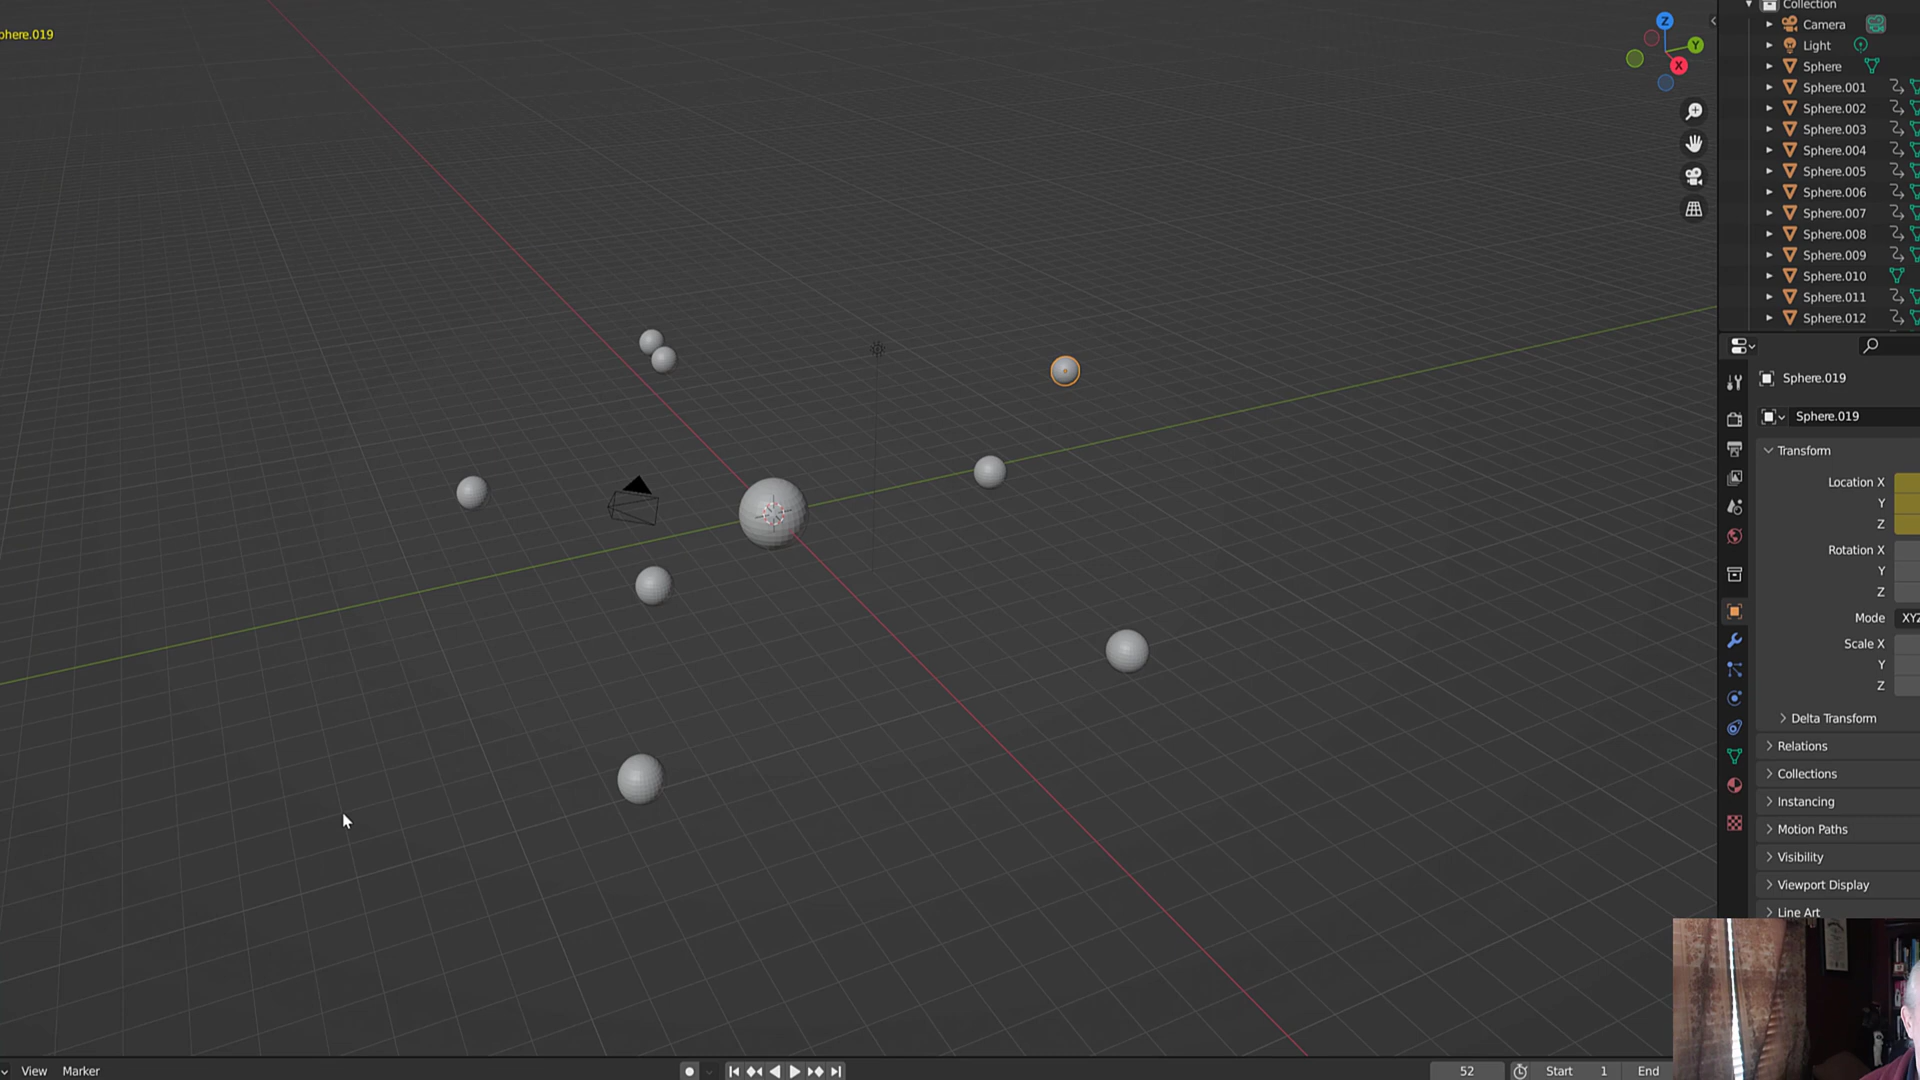 Collection
phere.019
Camera
Z
Light
Y
X
Sphere
Sphere.001
Sphere.002
Sphere.003
Sphere.004
Sphere.005
Sphere.006
Sphere.007
Sphere.008
Sphere.009
Sphere.010
Sphere.011
Sphere.012
Sphere.019
Sphere.019
Transform
Location X
Y
Z
Rotation X
Y
Z
Mode XYZ
Scale X
Y
Z
Delta Transform
Relations
Collections
Instancing
Motion Paths
Visibility
Viewport Display
Line Art
View Marker 52 Start 1 End